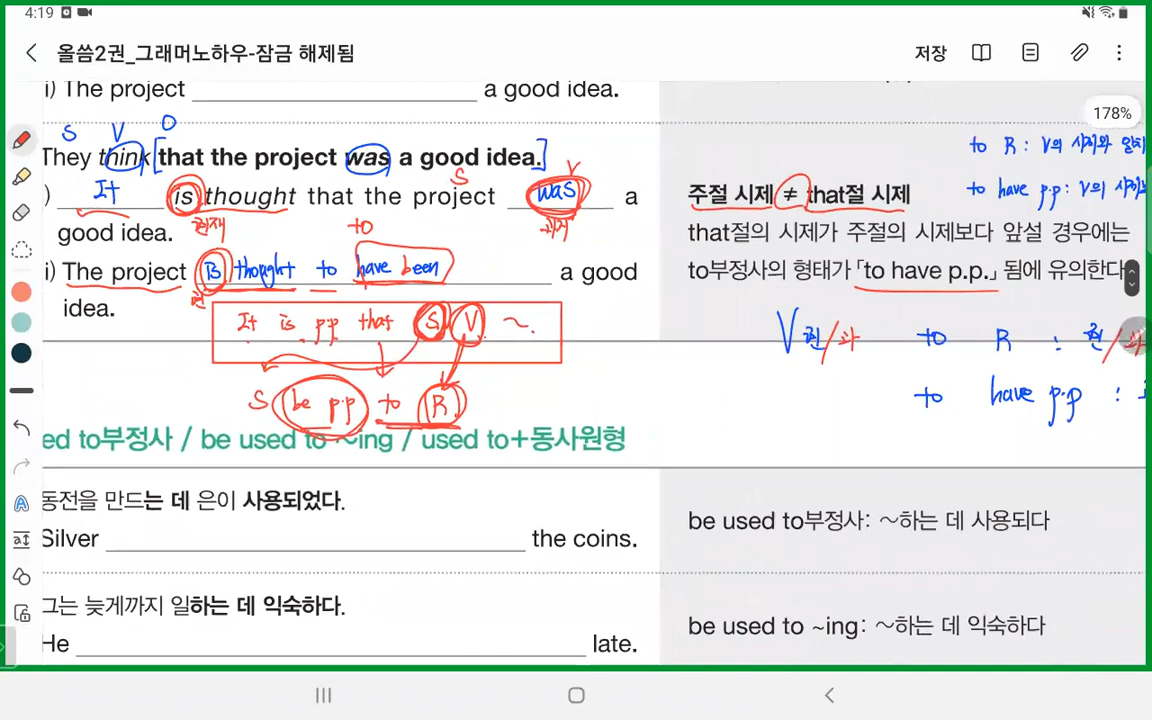 4:19
올씀2권_그래머노하우-잠금 해제됨
저장
178%
i) The project a good idea.
S V O
They think [that the project was a good idea.]
S V
) It is thought that the project was a
현재 과거
good idea. to
i) The project is thought to have been a good
현
idea.
It is p.p that S V ~.
S be p.p to R
ed to부정사 / be used to ~ing / used to+동사원형
동전을 만드는 데 은이 사용되었다.
Silver the coins.
그는 늦게까지 일하는 데 익숙하다.
He late.
to R : V의 시제와 일치
to have p.p : V의
주절 시제 ≠ that절 시제
that절의 시제가 주절의 시제보다 앞설 경우에는
to부정사의 형태가 「to have p.p.」 됨에 유의한다
V현/과 to R : 현/과
to have p.p :
be used to부정사: ～하는 데 사용되다
be used to ~ing: ～하는 데 익숙하다